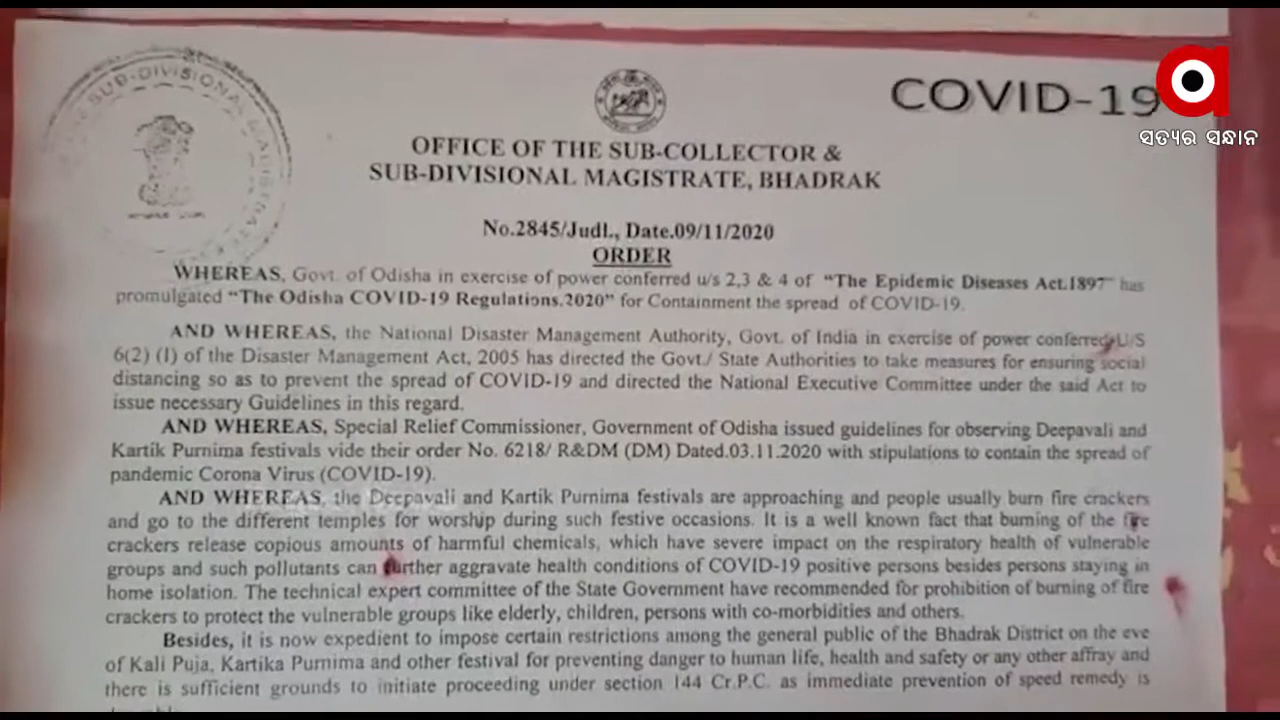 COVID-19
ସତ୍ୟର ସନ୍ଧାନ
SUB-DIVISIONAL
OFFICE OF THE SUB-COLLECTOR &
SUB-DIVISIONAL MAGISTRATE, BHADRAK
No.2845/Judl., Date.09/11/2020
ORDER
WHEREAS, Govt. of Odisha in exercise of power conferred u/s 2,3 & 4 of "The Epidemic Diseases Act.1897" has
promulgated "The Odisha COVID-19 Regulations.2020" for Containment the spread of COVID-19.
AND WHEREAS, the National Disaster Management Authority, Govt. of India in exercise of power conferred U/S
6(2) (I) of the Disaster Management Act, 2005 has directed the Govt./ State Authorities to take measures for ensuring social
distancing so as to prevent the spread of COVID-19 and directed the National Executive Committee under the said Act to
issue necessary Guidelines in this regard.
AND WHEREAS, Special Relief Commissioner, Government of Odisha issued guidelines for observing Deepavali and
Kartik Purnima festivals vide their order No. 6218/ R&DM (DM) Dated.03.11.2020 with stipulations to contain the spread of
pandemic Corona Virus (COVID-19).
AND WHEREAS, the Deepavali and Kartik Purnima festivals are approaching and people usually burn fire crackers
and go to the different temples for worship during such festive occasions. It is a well known fact that burning of the fire
crackers release copious amounts of harmful chemicals, which have severe impact on the respiratory health of vulnerable
groups and such pollutants can further aggravate health conditions of COVID-19 positive persons besides persons staying in
home isolation. The technical expert committee of the State Government have recommended for prohibition of burning of fire
crackers to protect the vulnerable groups like elderly, children, persons with co-morbidities and others.
Besides, it is now expedient to impose certain restrictions among the general public of the Bhadrak District on the eve
of Kali Puja, Kartika Purnima and other festival for preventing danger to human life, health and safety or any other affray and
there is sufficient grounds to initiate proceeding under section 144 Cr.P.C. as immediate prevention of speed remedy is